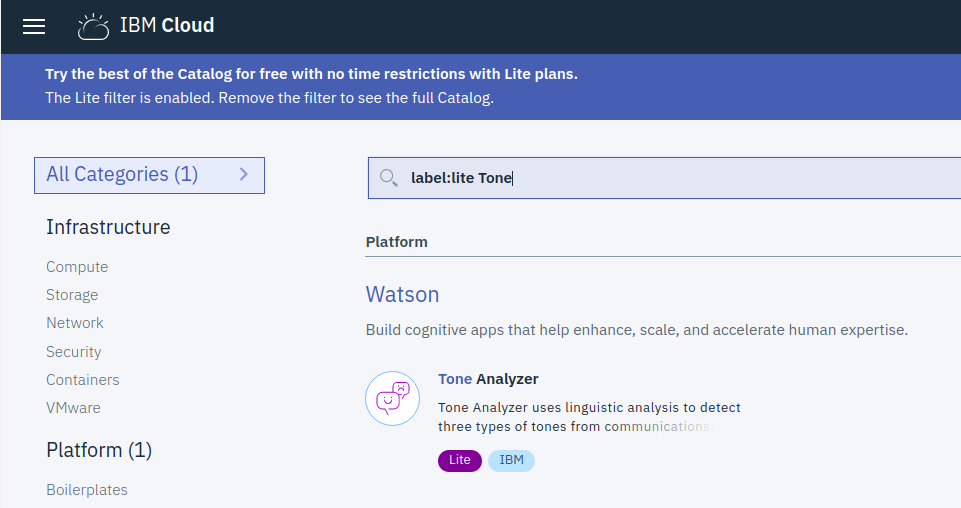 IBM Cloud
Try the best of the Catalog for free with no time restrictions with Lite plans.
The Lite filter is enabled. Remove the filter to see the full Catalog.
All Categories (1)
Infrastructure
Compute
Storage
Network
Security
Containers
VMware
Platform (1)
Boilerplates
label:lite Tone
Platform
Watson
Build cognitive apps that help enhance, scale, and accelerate human expertise.
Tone Analyzer
Tone Analyzer uses linguistic analysis to detect
three types of tones from communications:
Lite IBM